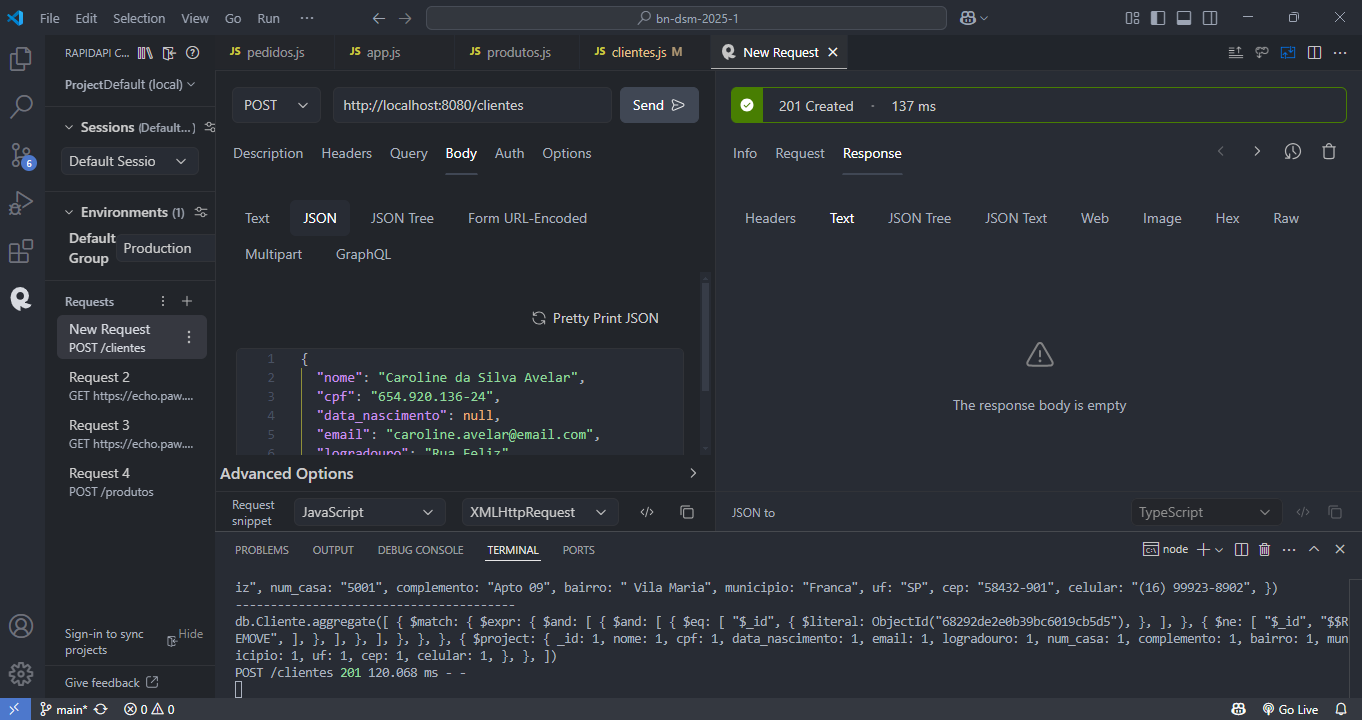 File Edit Selection View Go Run ··· bn-dsm-2025-1
RAPIDAPI C...
JS pedidos.js JS app.js JS produtos.js JS clientes.js M New Request
ProjectDefault (local)
Sessions (Default...)
Default Sessio
Environments (1)
Default Group Production
Requests
New Request
POST /clientes
Request 2
GET https://echo.paw....
Request 3
GET https://echo.paw....
Request 4
POST /produtos
Sign-in to sync projects
Hide
Give feedback
6
POST http://localhost:8080/clientes Send
Description Headers Query Body Auth Options
Text JSON JSON Tree Form URL-Encoded
Multipart GraphQL
Pretty Print JSON
1 {
2 "nome": "Caroline da Silva Avelar",
3 "cpf": "654.920.136-24",
4 "data_nascimento": null,
5 "email": "caroline.avelar@email.com",
6 "logradouro": "Rua Feliz"
Advanced Options
Request snippet JavaScript XMLHttpRequest
201 Created · 137 ms
Info Request Response
Headers Text JSON Tree JSON Text Web Image Hex Raw
The response body is empty
JSON to TypeScript
PROBLEMS OUTPUT DEBUG CONSOLE TERMINAL PORTS node
iz", num_casa: "5001", complemento: "Apto 09", bairro: " Vila Maria", municipio: "Franca", uf: "SP", cep: "58432-901", celular: "(16) 99923-8902", })
----------------------------------------
db.Cliente.aggregate([ { $match: { $expr: { $and: [ { $and: [ { $eq: [ "$_id", { $literal: ObjectId("68292de2e0b39bc6019cb5d5"), }, ], }, { $ne: [ "$_id", "$$R
EMOVE", ], }, ], }, ], }, }, }, { $project: { _id: 1, nome: 1, cpf: 1, data_nascimento: 1, email: 1, logradouro: 1, num_casa: 1, complemento: 1, bairro: 1, mun
icipio: 1, uf: 1, cep: 1, celular: 1, }, }, ])
POST /clientes 201 120.068 ms - -
main* 0 0 Go Live